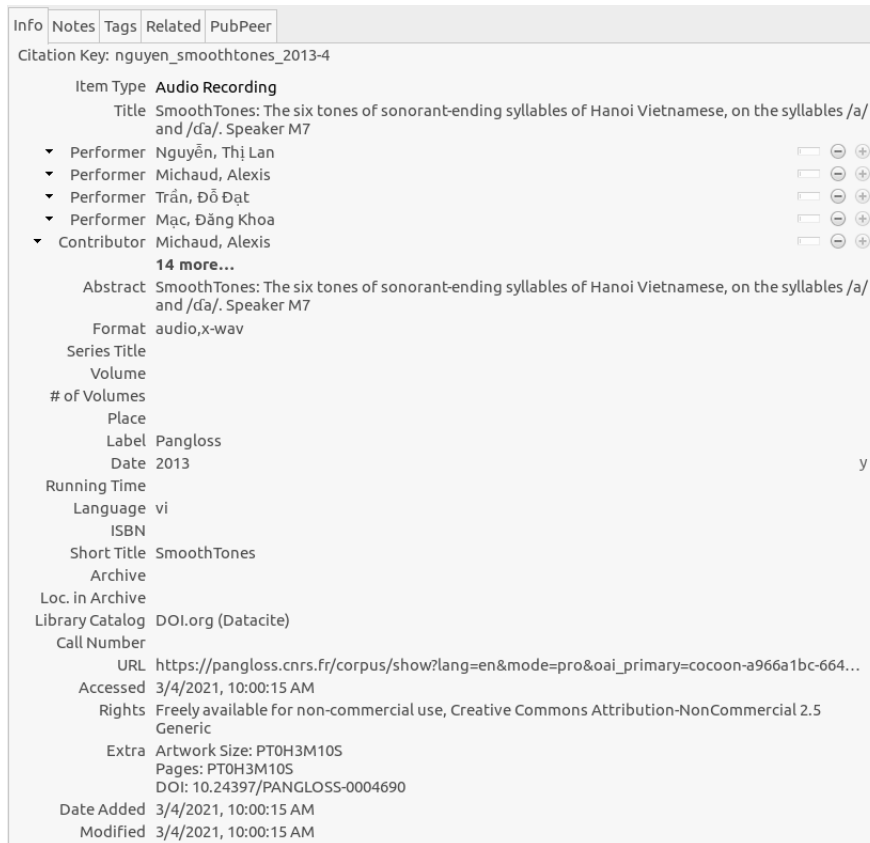 Info Notes Tags Related PubPeer
Citation Key: nguyen_smoothtones_2013-4
Item Type Audio Recording
Title SmoothTones: The six tones of sonorant-ending syllables of Hanoi Vietnamese, on the syllables /a/
and /ɗa/. Speaker M7
Performer Nguyễn, Thị Lan
Performer Michaud, Alexis
Performer Trần, Đỗ Đạt
Performer Mạc, Đăng Khoa
Contributor Michaud, Alexis
14 more...
Abstract SmoothTones: The six tones of sonorant-ending syllables of Hanoi Vietnamese, on the syllables /a/
and /ɗa/. Speaker M7
Format audio,x-wav
Series Title
Volume
# of Volumes
Place
Label Pangloss
Date 2013 y
Running Time
Language vi
ISBN
Short Title SmoothTones
Archive
Loc. in Archive
Library Catalog DOI.org (Datacite)
Call Number
URL https://pangloss.cnrs.fr/corpus/show?lang=en&mode=pro&oai_primary=cocoon-a966a1bc-664...
Accessed 3/4/2021, 10:00:15 AM
Rights Freely available for non-commercial use, Creative Commons Attribution-NonCommercial 2.5
Generic
Extra Artwork Size: PT0H3M10S
Pages: PT0H3M10S
DOI: 10.24397/PANGLOSS-0004690
Date Added 3/4/2021, 10:00:15 AM
Modified 3/4/2021, 10:00:15 AM